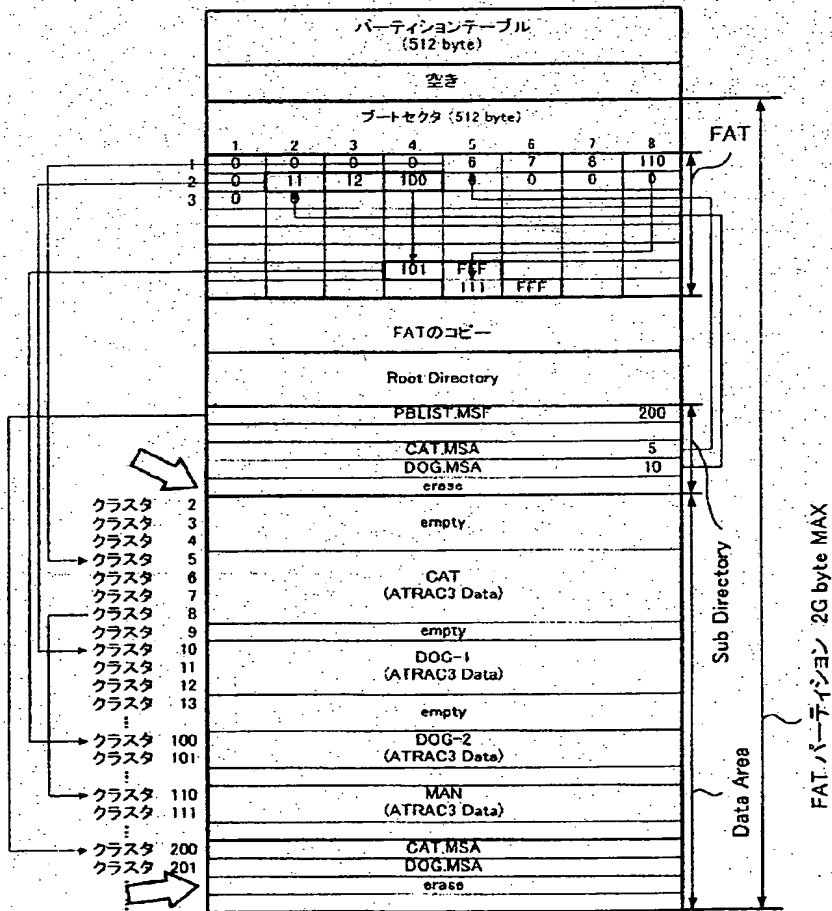 パーティションテーブル
(512 byte)
空き
ブートセクタ (512 byte)
1 2 3 4 5 6 7 8
FAT
1 0 0 0 0 6 7 8 110
2 0 11 12 100 0 0 0
3 0
101 FFF
111 FFF
FATのコピー
Root Directory
PBLIST.MSF 200
CAT.MSA 5
DOG.MSA 10
erase
クラスタ 2
クラスタ 3
empty
クラスタ 4
クラスタ 5
クラスタ 6
CAT
クラスタ 7
(ATRAC3 Data)
クラスタ 8
クラスタ 9
empty
クラスタ 10
DOG-1
クラスタ 11
(ATRAC3 Data)
クラスタ 12
クラスタ 13
empty
クラスタ 100
DOG-2
クラスタ 101
(ATRAC3 Data)
クラスタ 110
MAN
クラスタ 111
(ATRAC3 Data)
クラスタ 200
CAT.MSA
クラスタ 201
DOG.MSA
erase
Sub Directory
Data Area
FAT パーティション 2G byte MAX